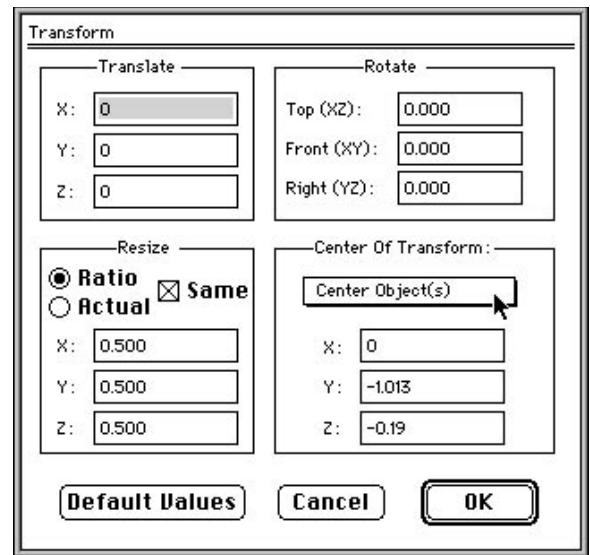 Transform
Translate
X: 0
Y: 0
Z: 0
Rotate
Top (XZ): 0.000
Front (XY): 0.000
Right (YZ): 0.000
Resize
Ratio
Actual
Same
X: 0.500
Y: 0.500
Z: 0.500
Center Of Transform:
Center Object(s)
X: 0
Y: -1.013
Z: -0.19
Default Values
Cancel
OK